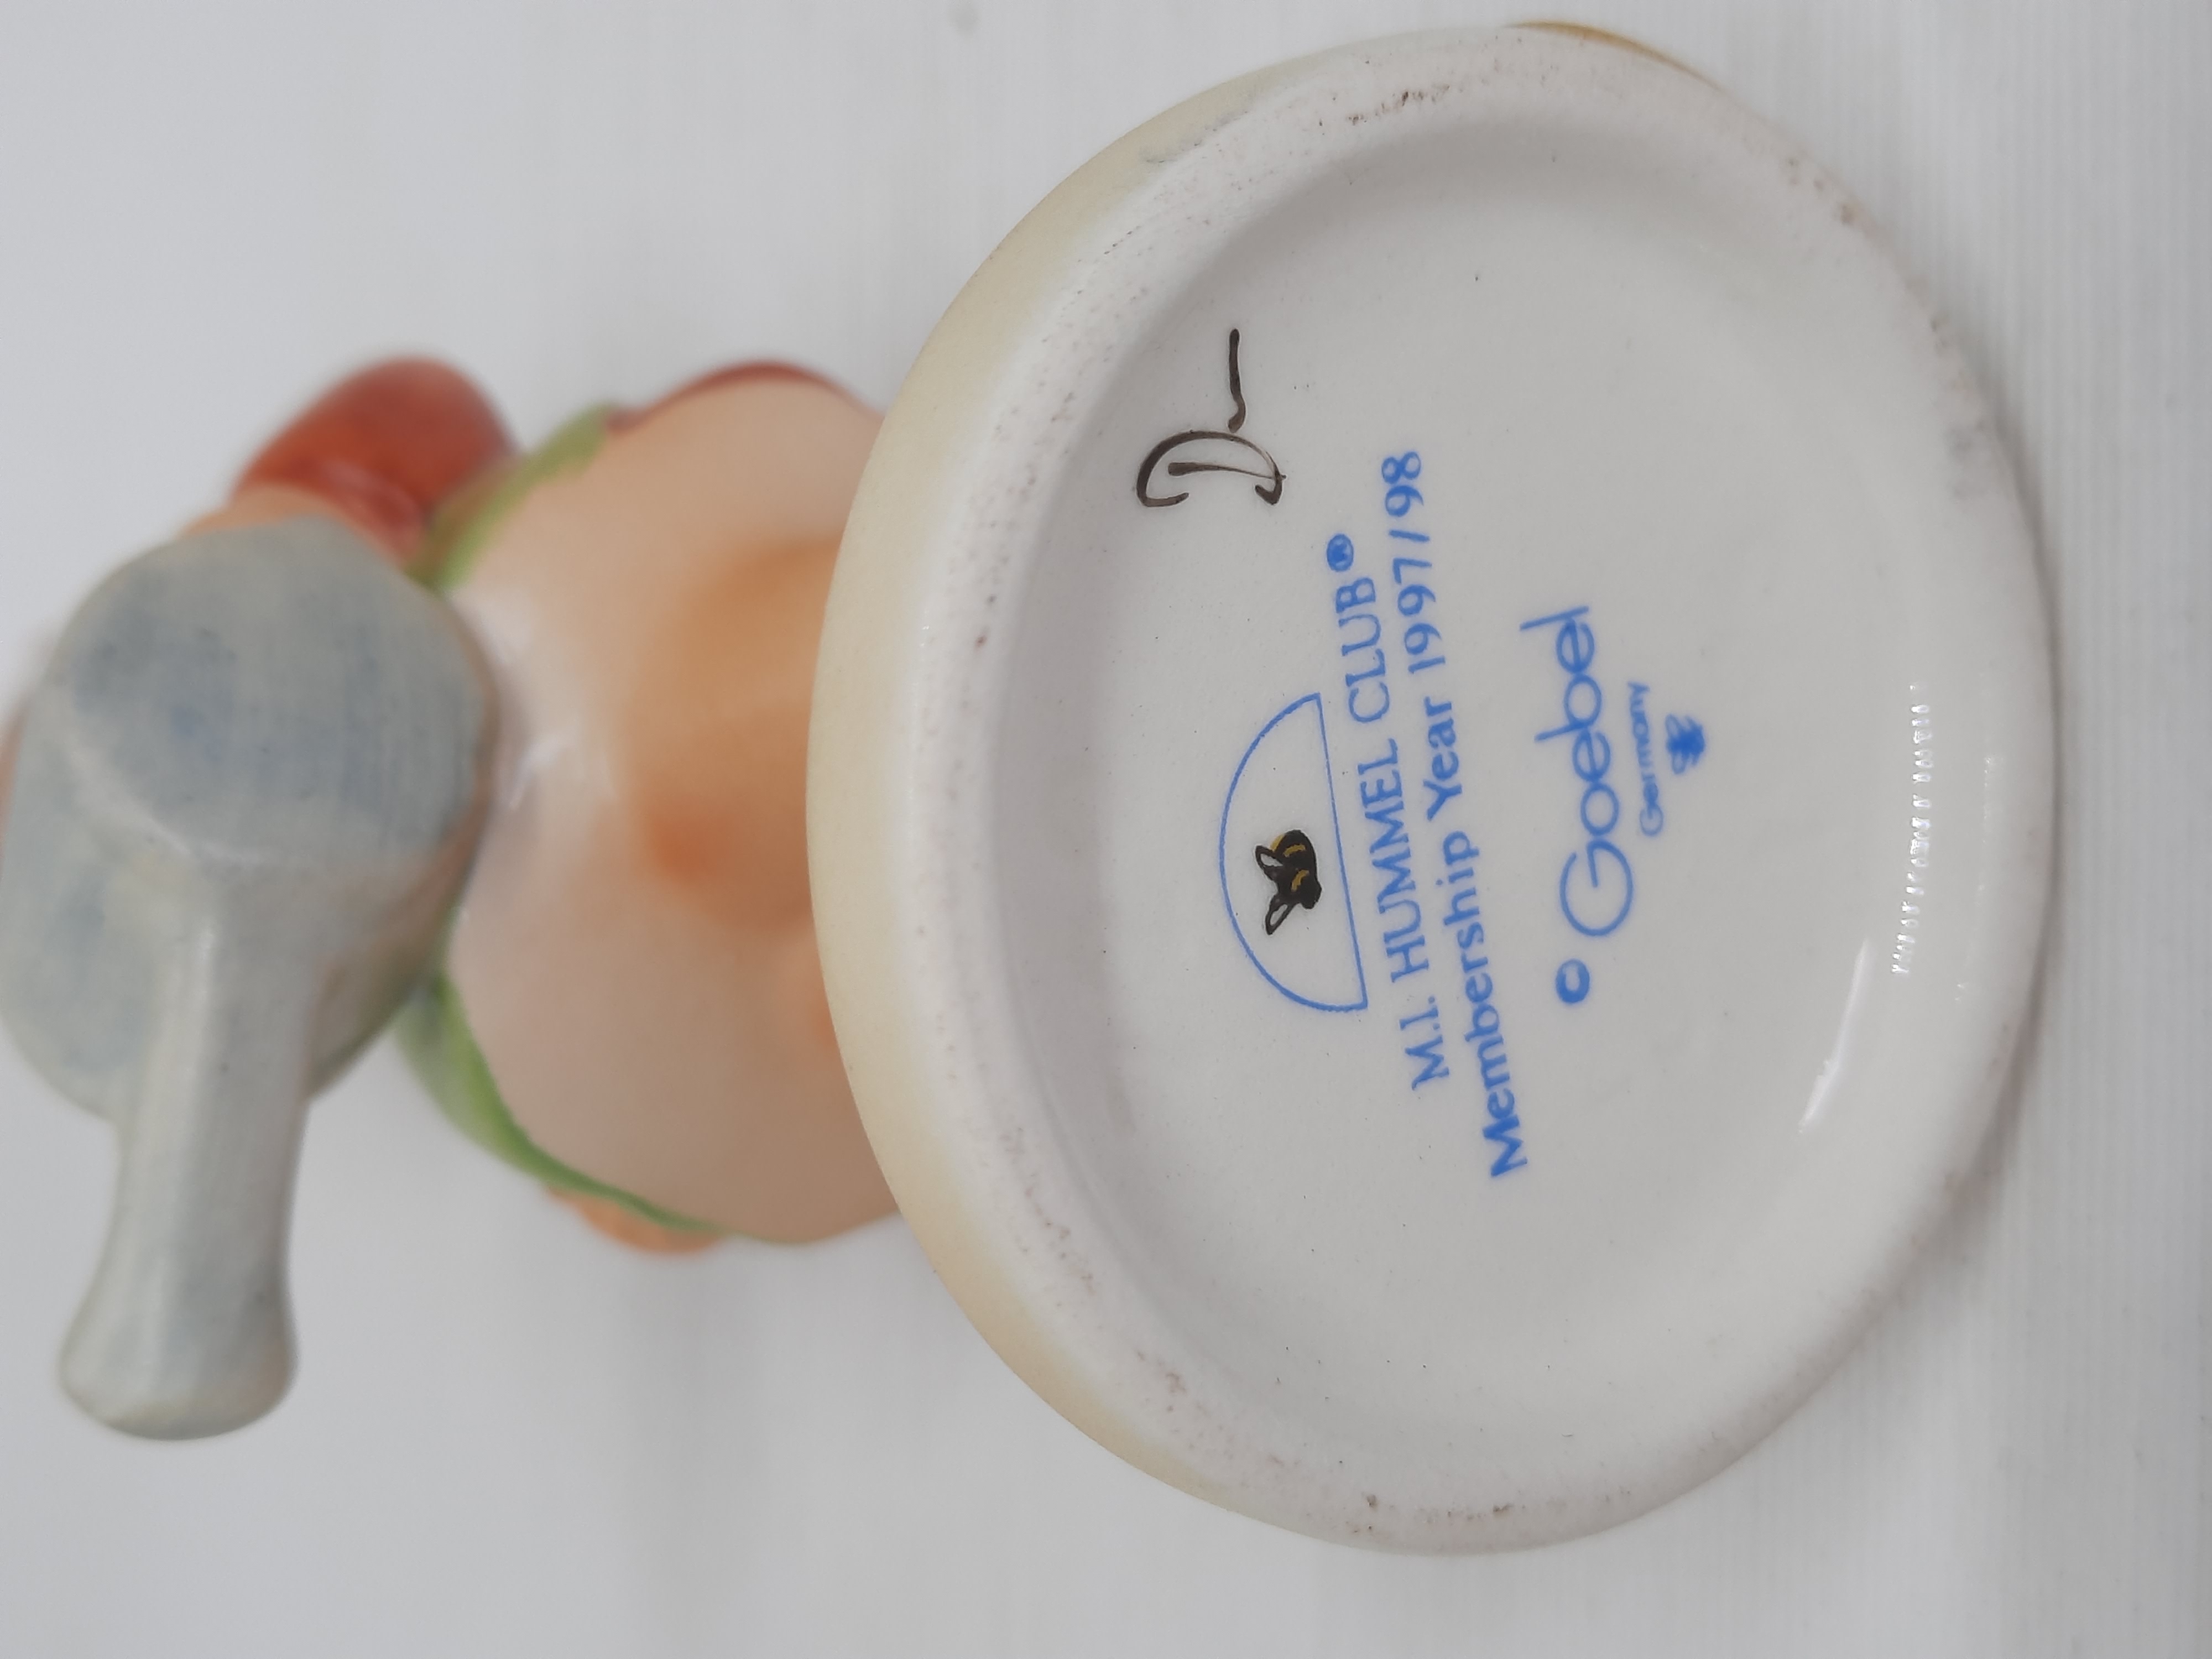 M.I. HUMMEL CLUB®
Membership Year 1997/98
© Goebel
Germany